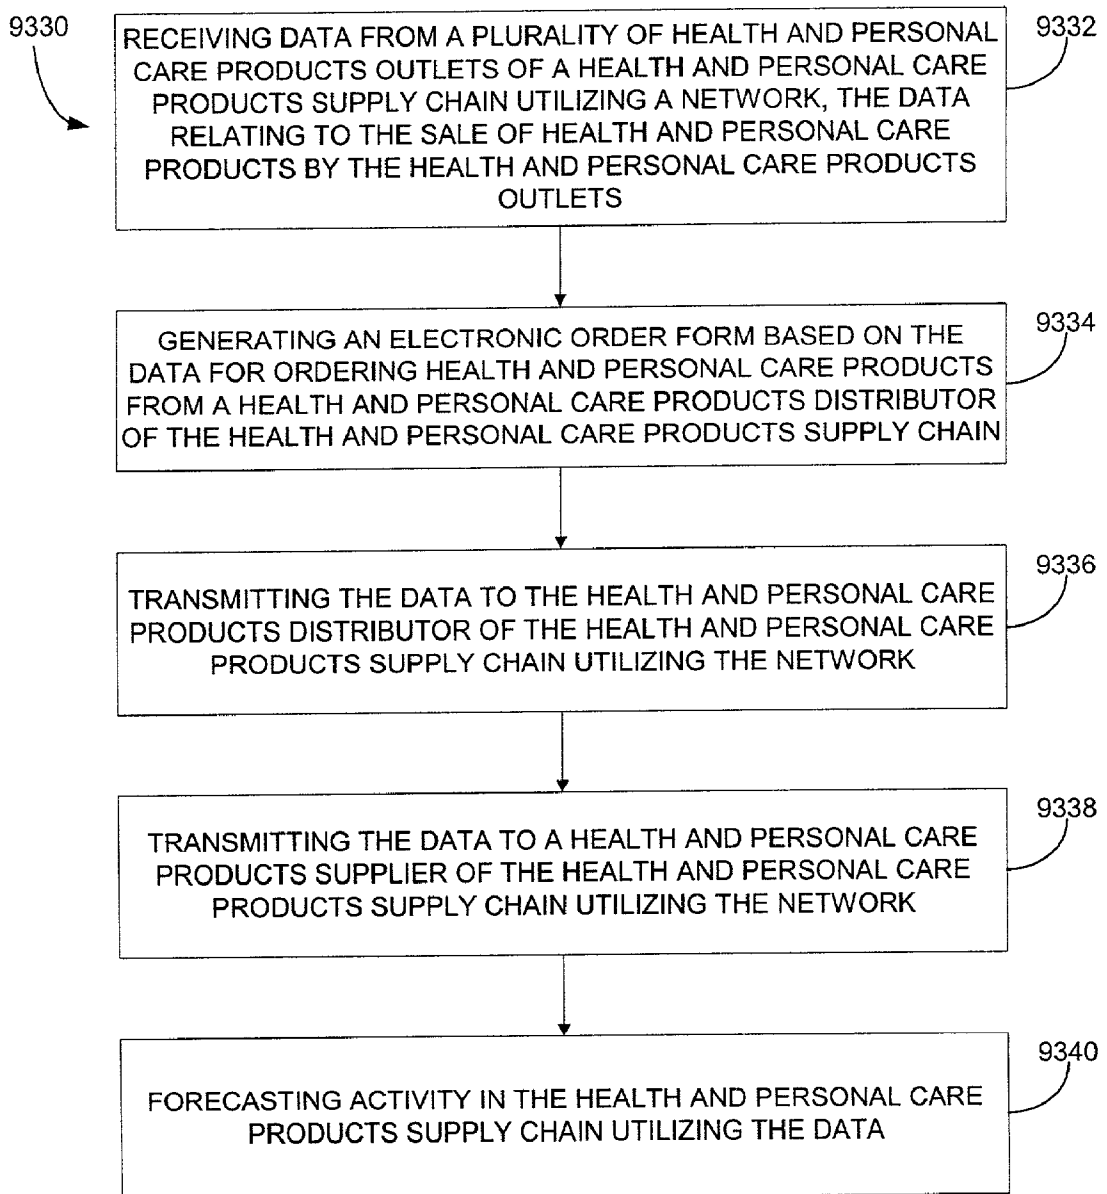 9330
RECEIVING DATA FROM A PLURALITY OF HEALTH AND PERSONAL
CARE PRODUCTS OUTLETS OF A HEALTH AND PERSONAL CARE
PRODUCTS SUPPLY CHAIN UTILIZING A NETWORK, THE DATA
RELATING TO THE SALE OF HEALTH AND PERSONAL CARE
PRODUCTS BY THE HEALTH AND PERSONAL CARE PRODUCTS
OUTLETS
9332
GENERATING AN ELECTRONIC ORDER FORM BASED ON THE
DATA FOR ORDERING HEALTH AND PERSONAL CARE PRODUCTS
FROM A HEALTH AND PERSONAL CARE PRODUCTS DISTRIBUTOR
OF THE HEALTH AND PERSONAL CARE PRODUCTS SUPPLY CHAIN
9334
TRANSMITTING THE DATA TO THE HEALTH AND PERSONAL CARE
PRODUCTS DISTRIBUTOR OF THE HEALTH AND PERSONAL CARE
PRODUCTS SUPPLY CHAIN UTILIZING THE NETWORK
9336
TRANSMITTING THE DATA TO A HEALTH AND PERSONAL CARE
PRODUCTS SUPPLIER OF THE HEALTH AND PERSONAL CARE
PRODUCTS SUPPLY CHAIN UTILIZING THE NETWORK
9338
FORECASTING ACTIVITY IN THE HEALTH AND PERSONAL CARE
PRODUCTS SUPPLY CHAIN UTILIZING THE DATA
9340